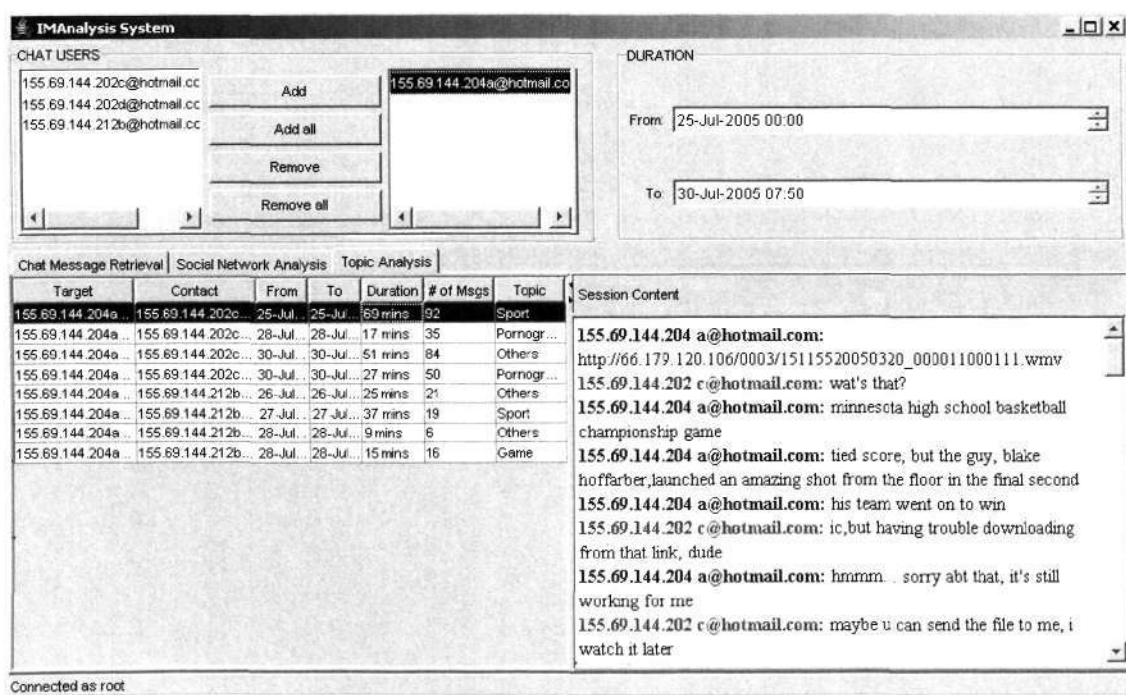 IMAnalysis System
CHAT USERS
155.69.144.202c@hotmail.cc
155.69.144.202d@hotmail.cc
155.69.144.212b@hotmail.cc
Add
Add all
Remove
Remove all
155.69.144.204a@hotmail.co
DURATION
From: 25-Jul-2005 00:00
To: 30-Jul-2005 07:50
Chat Message Retrieval Social Network Analysis Topic Analysis
Target Contact From To Duration # of Msgs Topic
155.69.144.204a... 155.69.144.202c... 25-Jul... 25-Jul... 69 mins 92 Sport
155.69.144.204a... 155.69.144.202c... 28-Jul... 28-Jul... 17 mins 35 Pornogr...
155.69.144.204a... 155.69.144.202c... 30-Jul... 30-Jul... 51 mins 84 Others
155.69.144.204a... 155.69.144.202c... 30-Jul... 30-Jul... 27 mins 50 Pornogr...
155.69.144.204a... 155.69.144.212b... 26-Jul... 26-Jul... 25 mins 21 Others
155.69.144.204a... 155.69.144.212b... 27-Jul... 27-Jul... 37 mins 19 Sport
155.69.144.204a... 155.69.144.212b... 28-Jul... 28-Jul... 9 mins 6 Others
155.69.144.204a... 155.69.144.212b... 28-Jul... 28-Jul... 15 mins 16 Game
Session Content
155.69.144.204 a@hotmail.com:
http://66.179.120.106/0003/15115520050320_000011000111.wmv
155.69.144.202 c@hotmail.com: wat's that?
155.69.144.204 a@hotmail.com: minnesota high school basketball
championship game
155.69.144.204 a@hotmail.com: tied score, but the guy, blake
hoffarber,launched an amazing shot from the floor in the final second
155.69.144.204 a@hotmail.com: his team went on to win
155.69.144.202 c@hotmail.com: ic,but having trouble downloading
from that link, dude
155.69.144.204 a@hotmail.com: hmmm... sorry abt that, it's still
working for me
155.69.144.202 c@hotmail.com: maybe u can send the file to me, i
watch it later
Connected as root